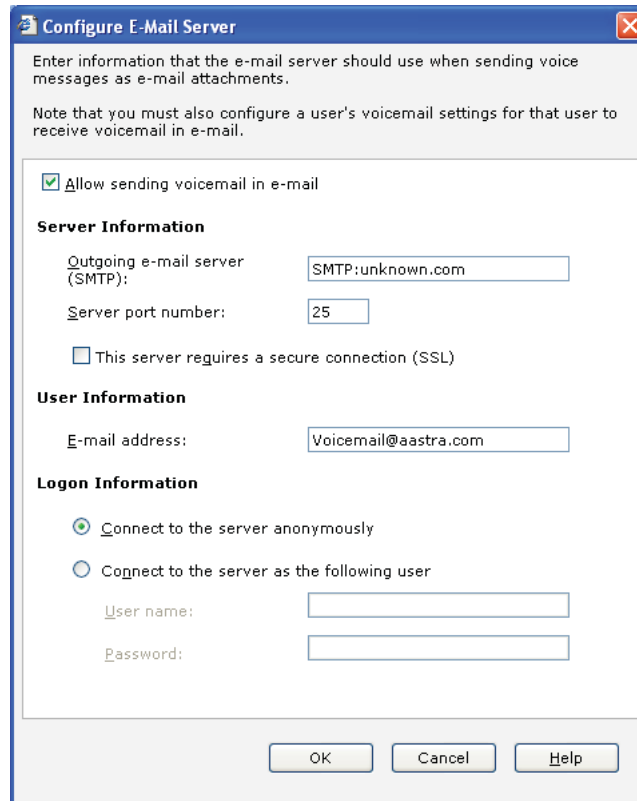 Configure E-Mail Server
Enter information that the e-mail server should use when sending voice
messages as e-mail attachments.
Note that you must also configure a user's voicemail settings for that user to
receive voicemail in e-mail.
Allow sending voicemail in e-mail
Server Information
Outgoing e-mail server
(SMTP):
SMTP:unknown.com
Server port number:
25
This server requires a secure connection (SSL)
User Information
E-mail address:
Voicemail@aastra.com
Logon Information
Connect to the server anonymously
Connect to the server as the following user
User name:
Password:
OK
Cancel
Help